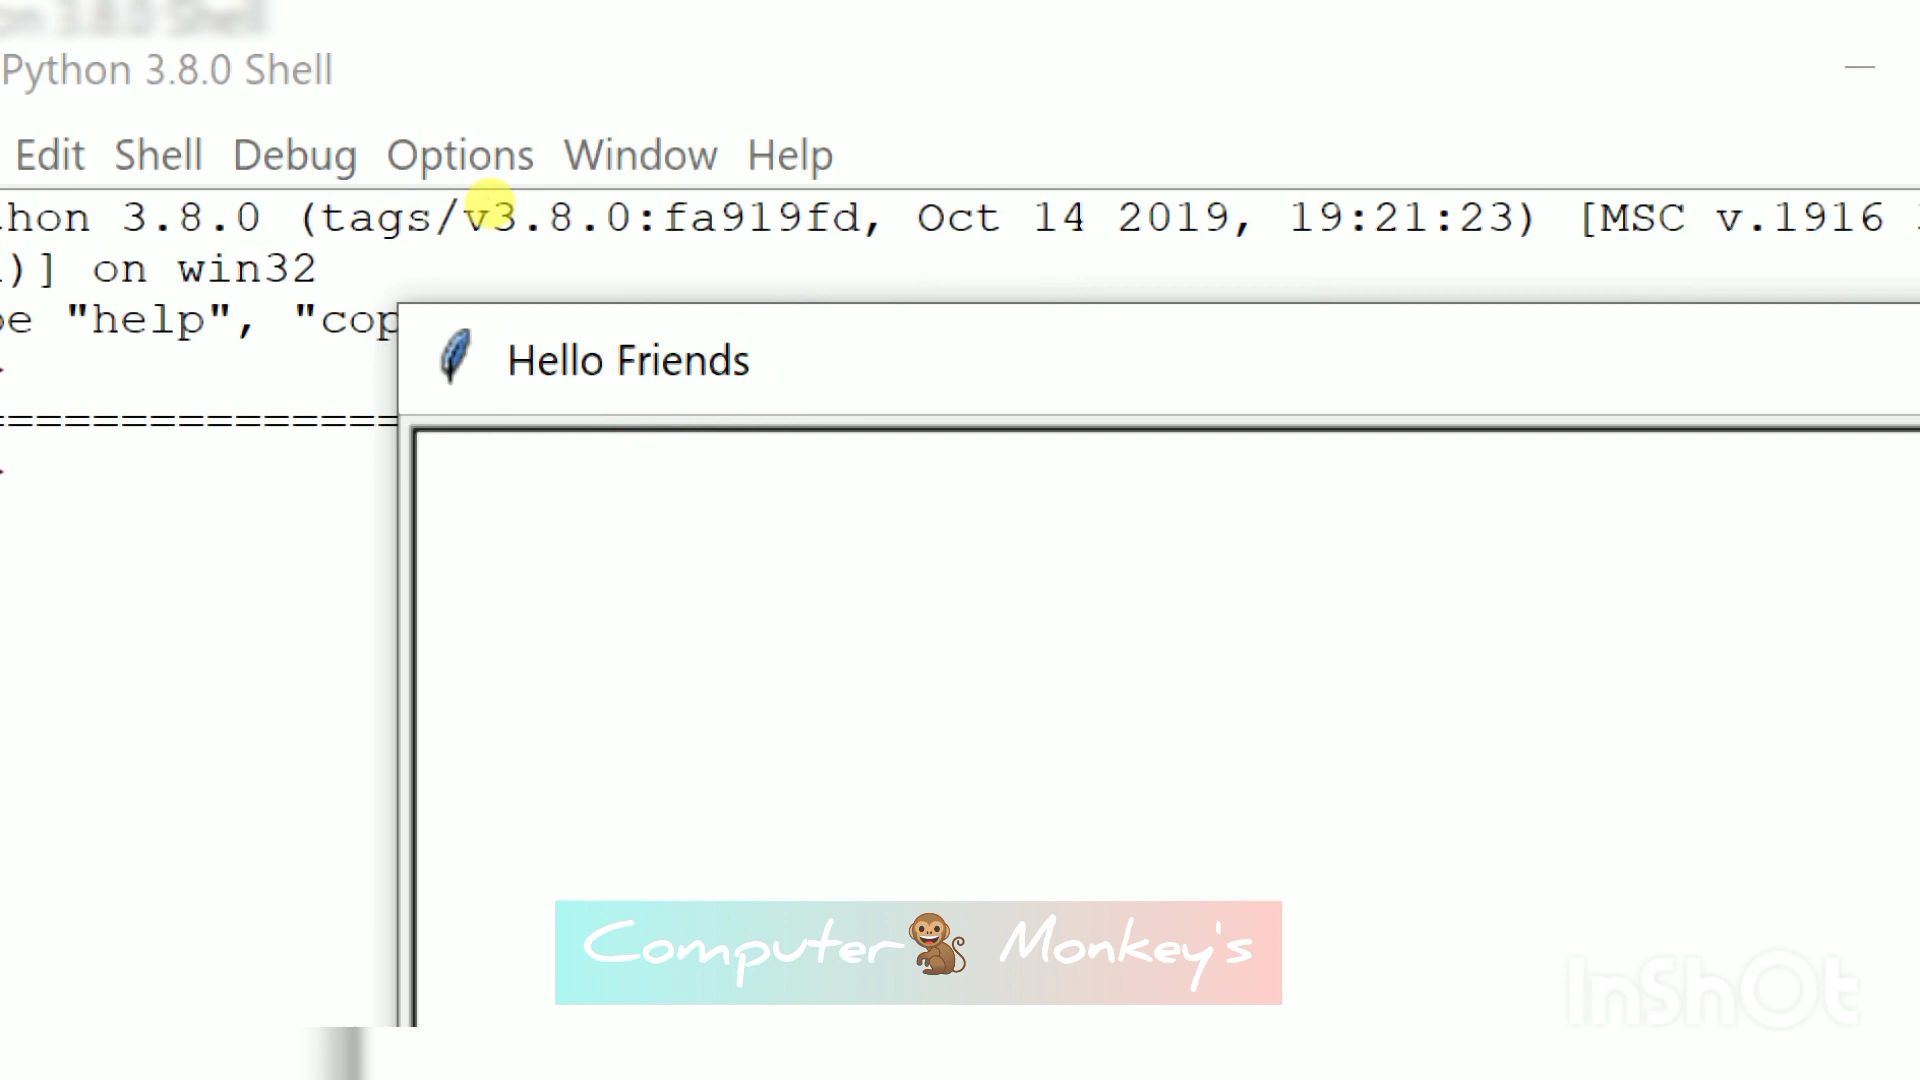 Python 3.8.0 Shell
Edit Shell Debug Options Window Help
hon 3.8.0 (tags/v3.8.0:fa919fd, Oct 14 2019, 19:21:23) [MSC v.1916
)] on win32
pe "help", "cop
Hello Friends
====================
Computer Monkey's
InShOt